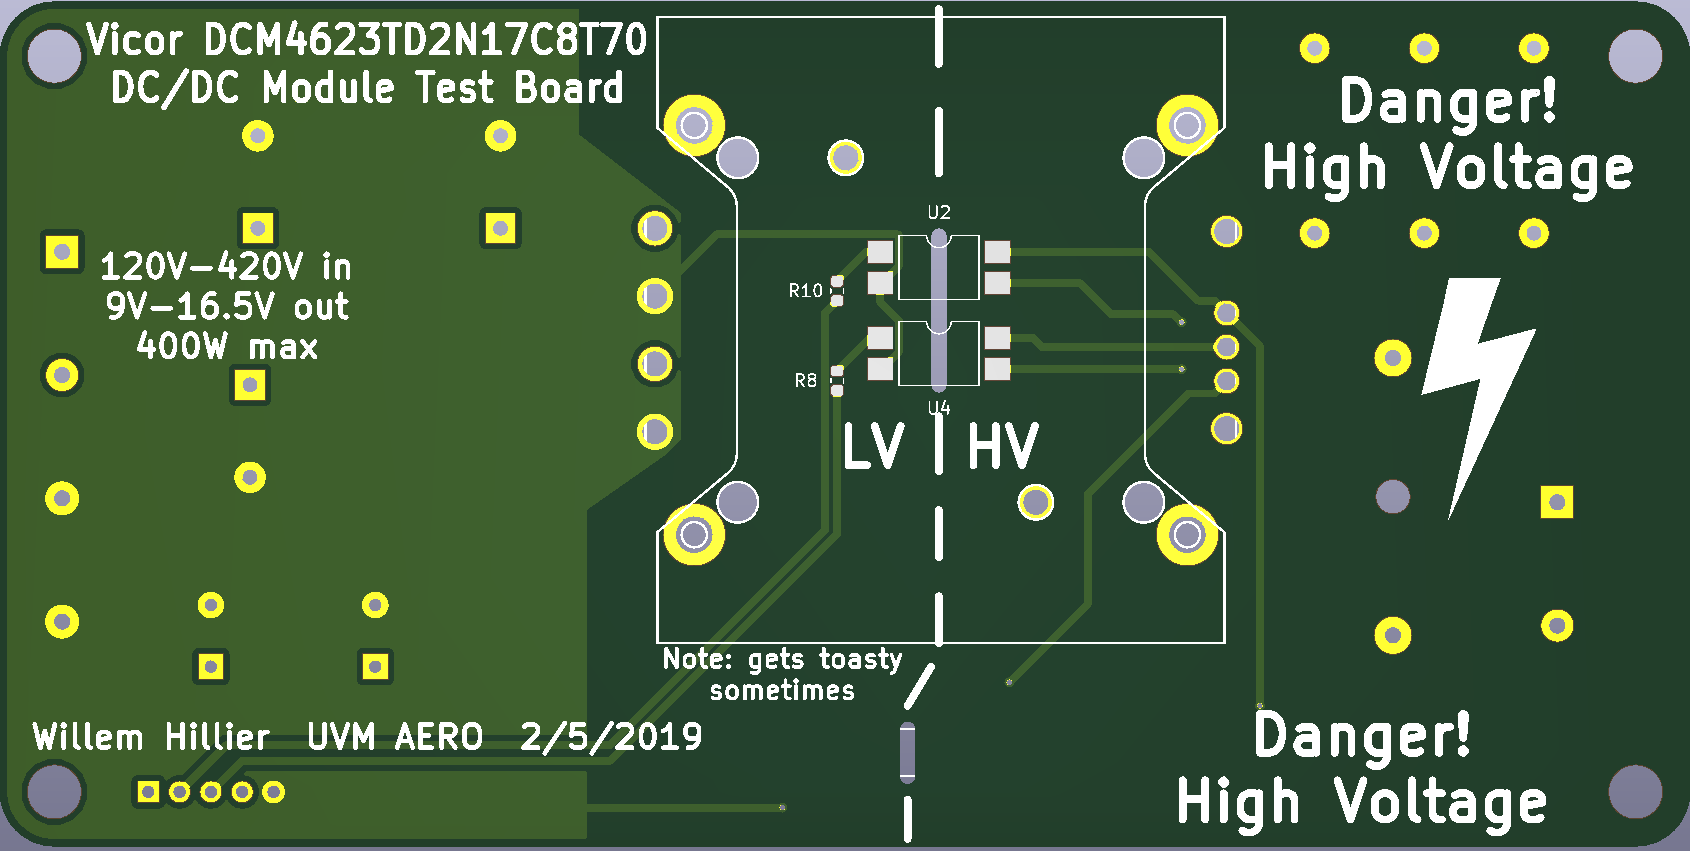 Vicor DCM4623TD2N17C8T70
DC/DC Module Test Board
Danger!
High Voltage
120V-420V in
9V-16.5V out
400W max
U2
R10
R8
U4
LV
HV
Note: gets toasty
sometimes
Willem Hillier UVM AERO 2/5/2019
Danger!
High Voltage